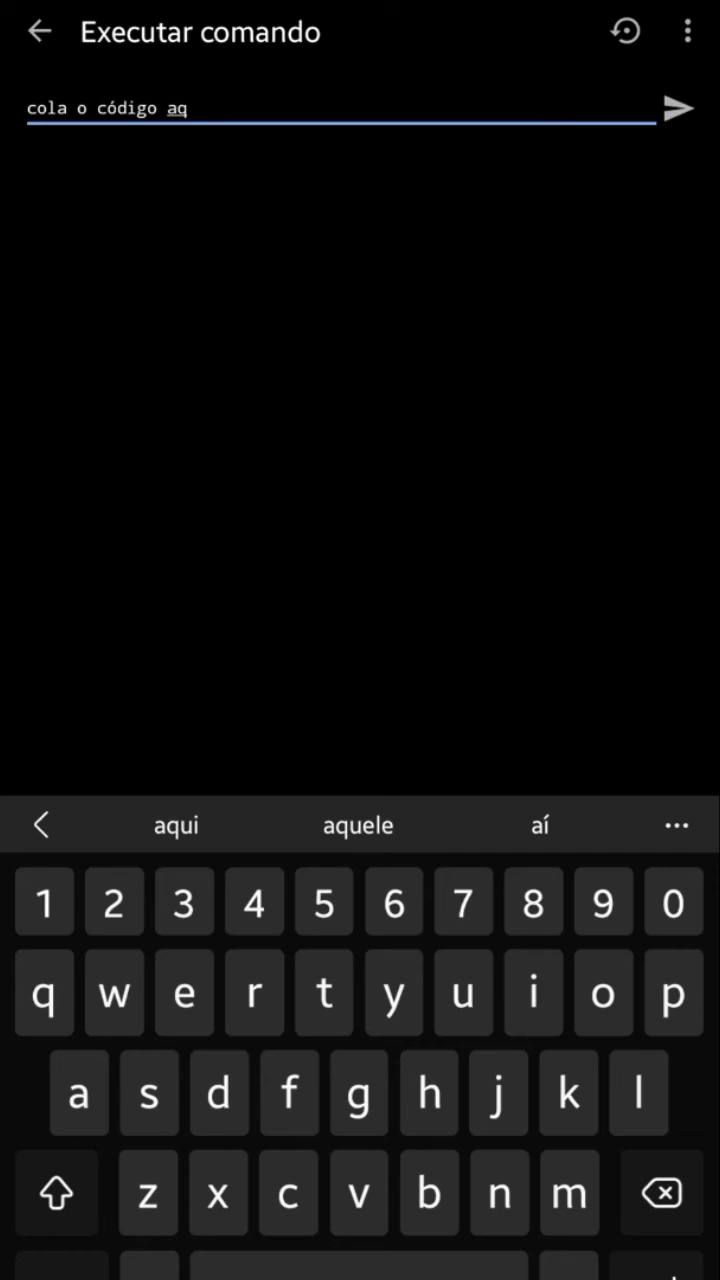 Executar comando
cola o código aq
aqui aquele aí ...
1 2 3 4 5 6 7 8 9 0
q w e r t y u i o p
a s d f g h j k l
z x c v b n m